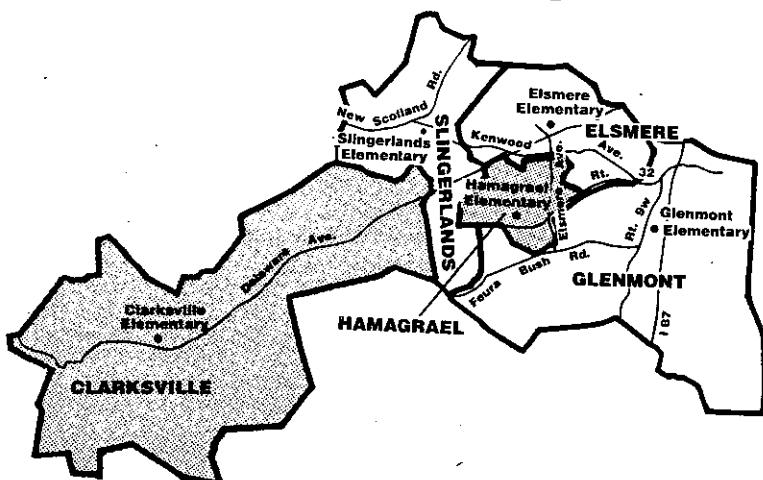 New Scotland Rd.
Slingerlands
Elementary
SLINGERLANDS
Elsmere
Elementary
ELSMERE
Kenwood Ave.
Elsmere Ave.
Rt. 32
Hamagrael
Elementary
Rt. 9w
Glenmont
Elementary
Feura Bush Rd.
GLENMONT
I 87
HAMAGRAEL
Delaware Ave.
Clarksville
Elementary
CLARKSVILLE